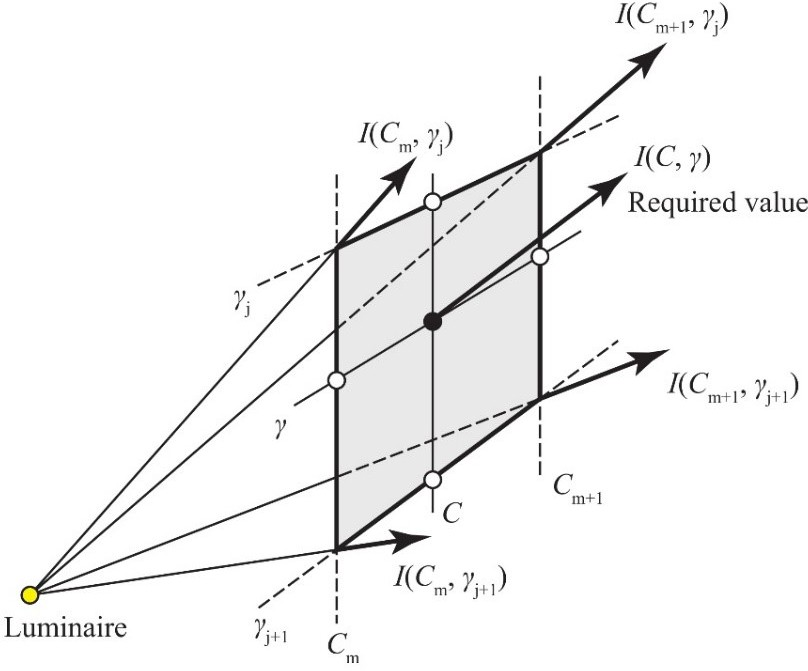 I(Cₘ₊₁, γⱼ)
I(Cₘ, γⱼ)
I(C, γ)
Required value
γⱼ
γ
I(Cₘ₊₁, γⱼ₊₁)
Cₘ₊₁
C
I(Cₘ, γⱼ₊₁)
Luminaire
γⱼ₊₁
Cₘ